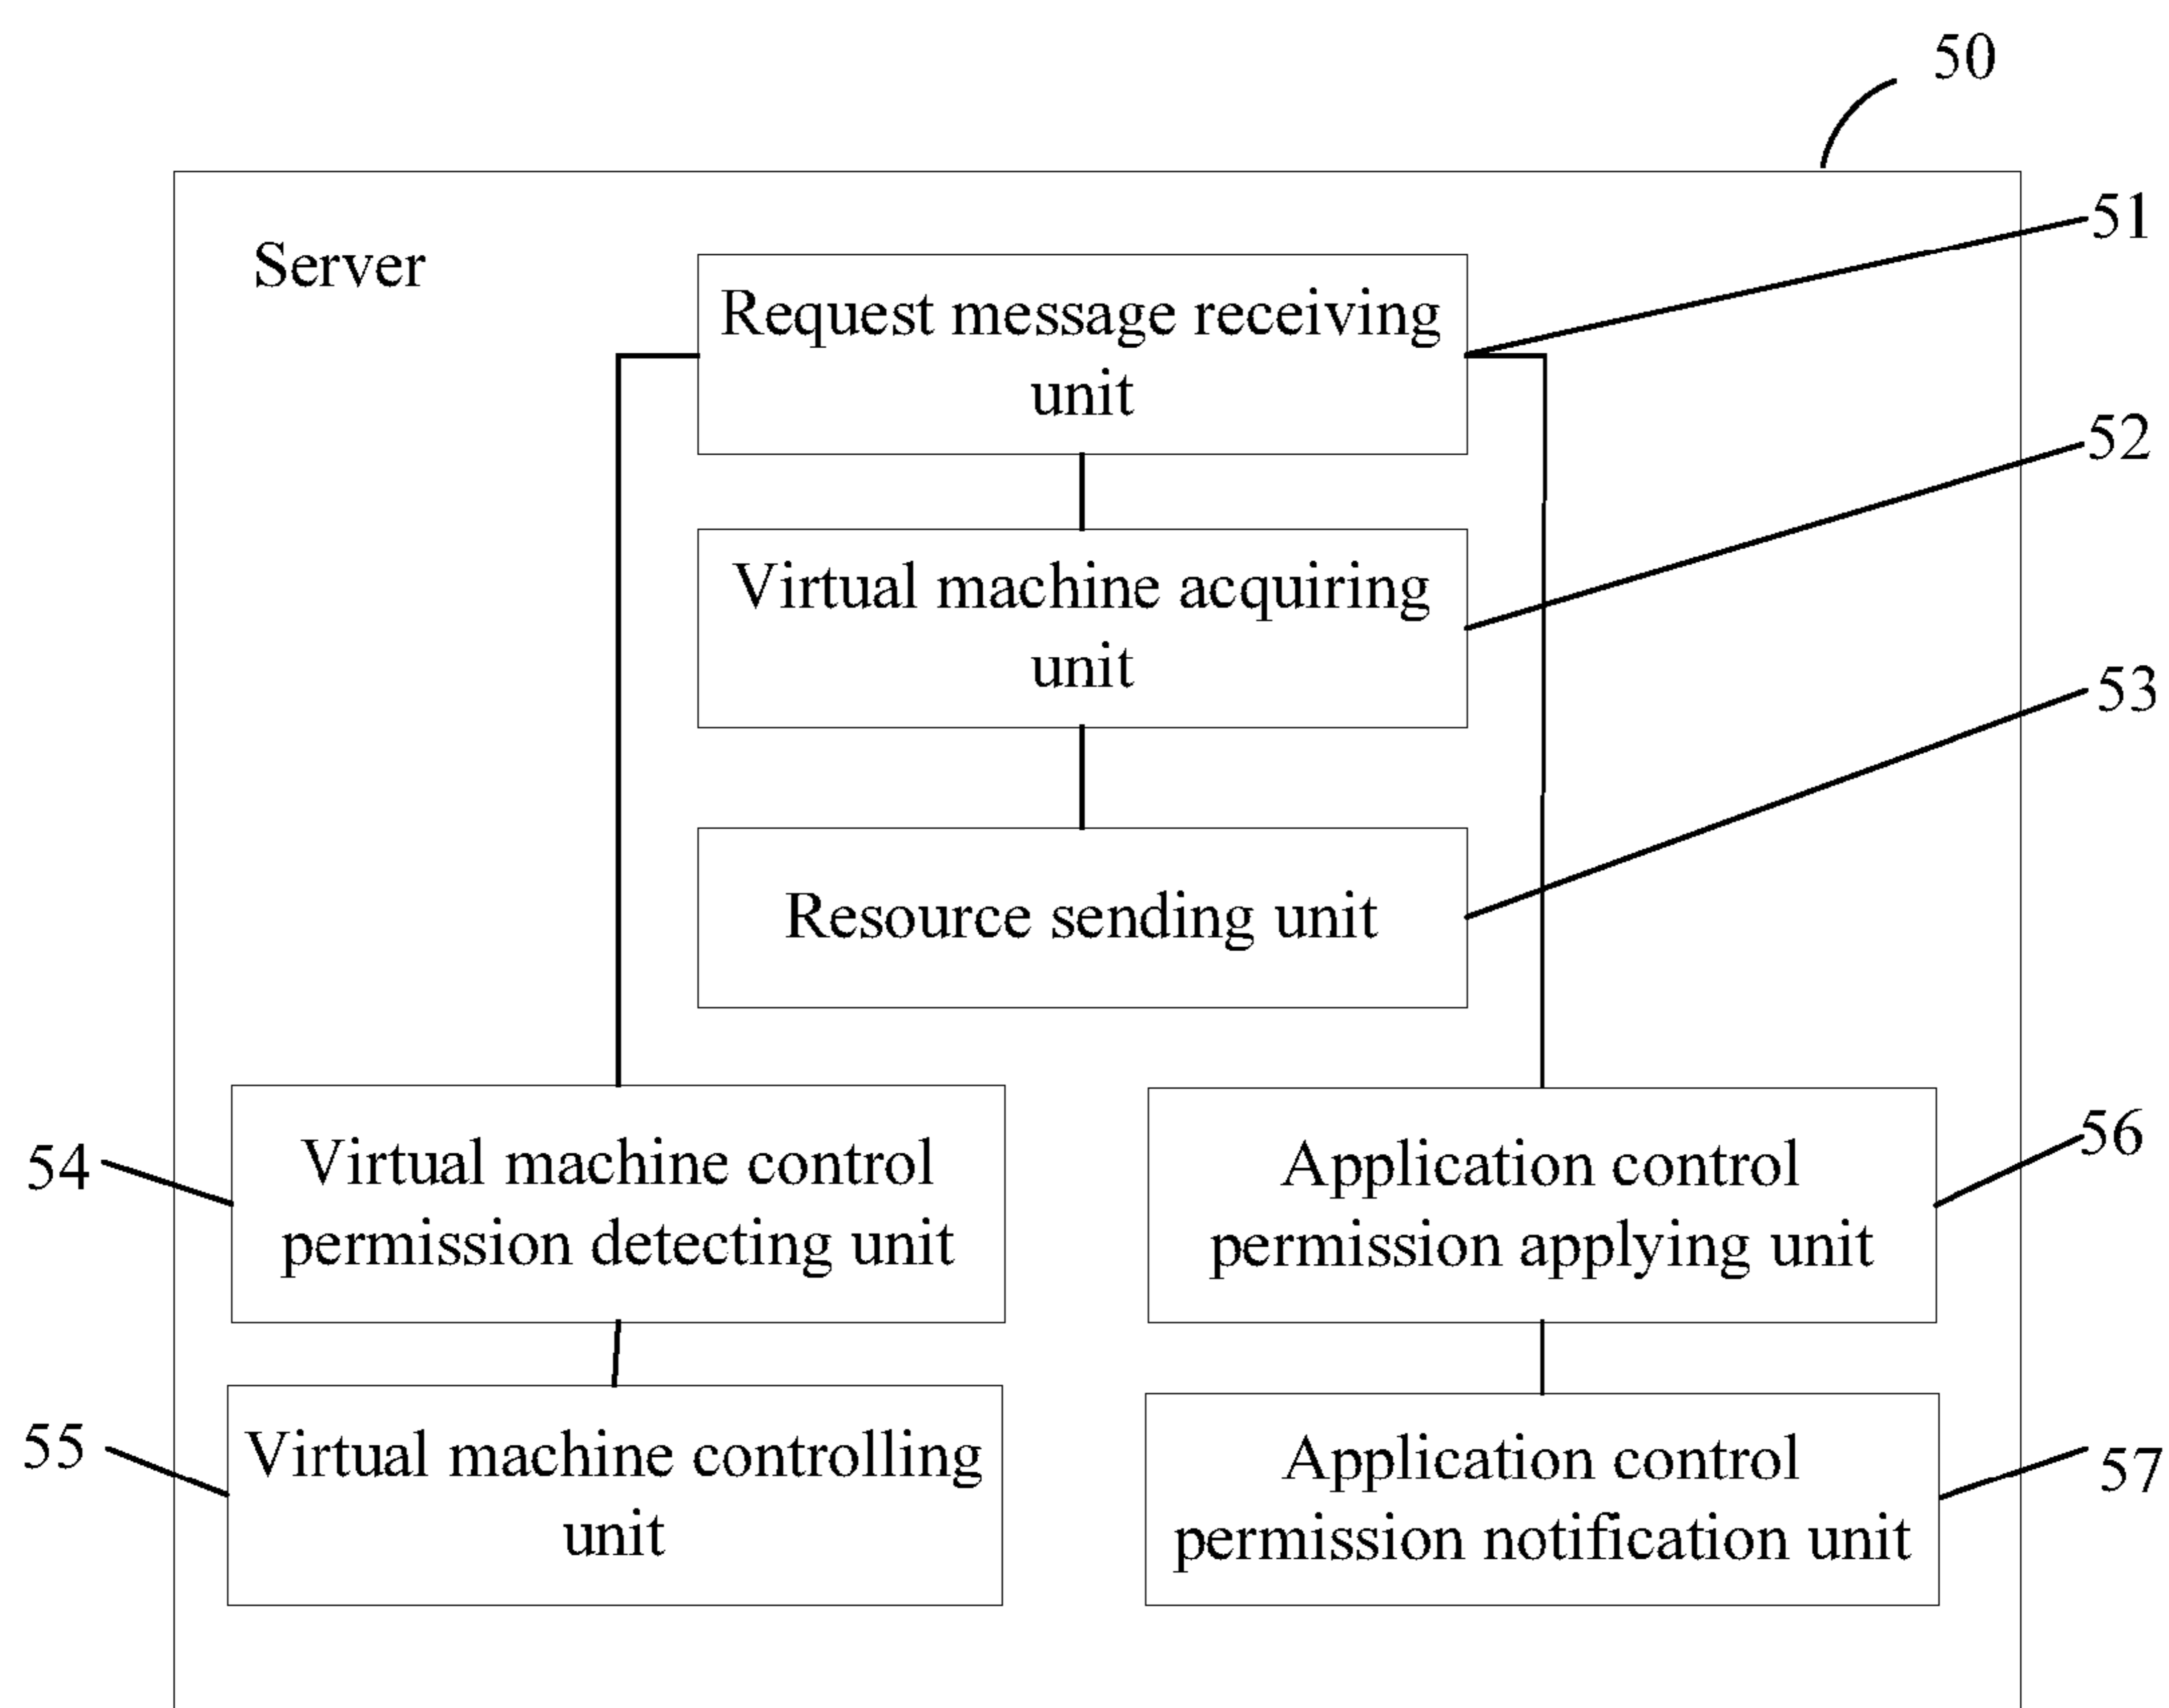 50
Server
51
Request message receiving
unit
52
Virtual machine acquiring
unit
53
Resource sending unit
54
Virtual machine control
permission detecting unit
56
Application control
permission applying unit
55
Virtual machine controlling
unit
57
Application control
permission notification unit